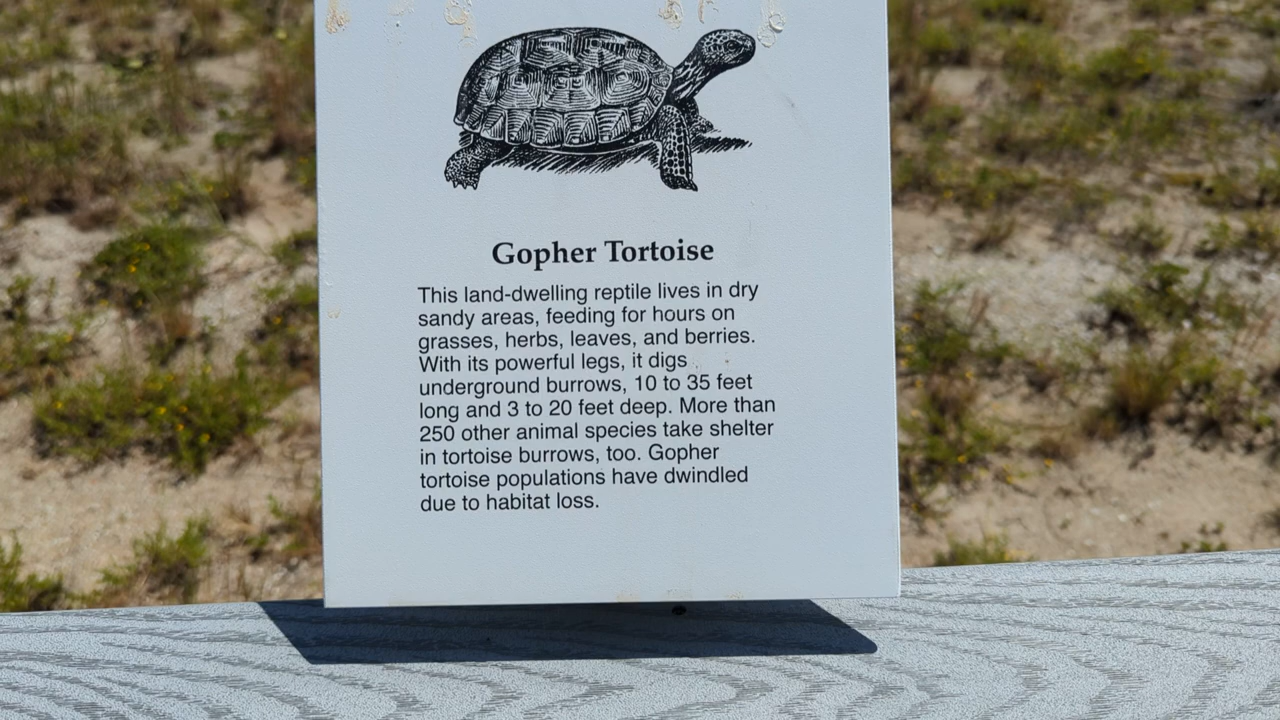 Gopher Tortoise
This land-dwelling reptile lives in dry
sandy areas, feeding for hours on
grasses, herbs, leaves, and berries.
With its powerful legs, it digs
underground burrows, 10 to 35 feet
long and 3 to 20 feet deep. More than
250 other animal species take shelter
in tortoise burrows, too. Gopher
tortoise populations have dwindled
due to habitat loss.